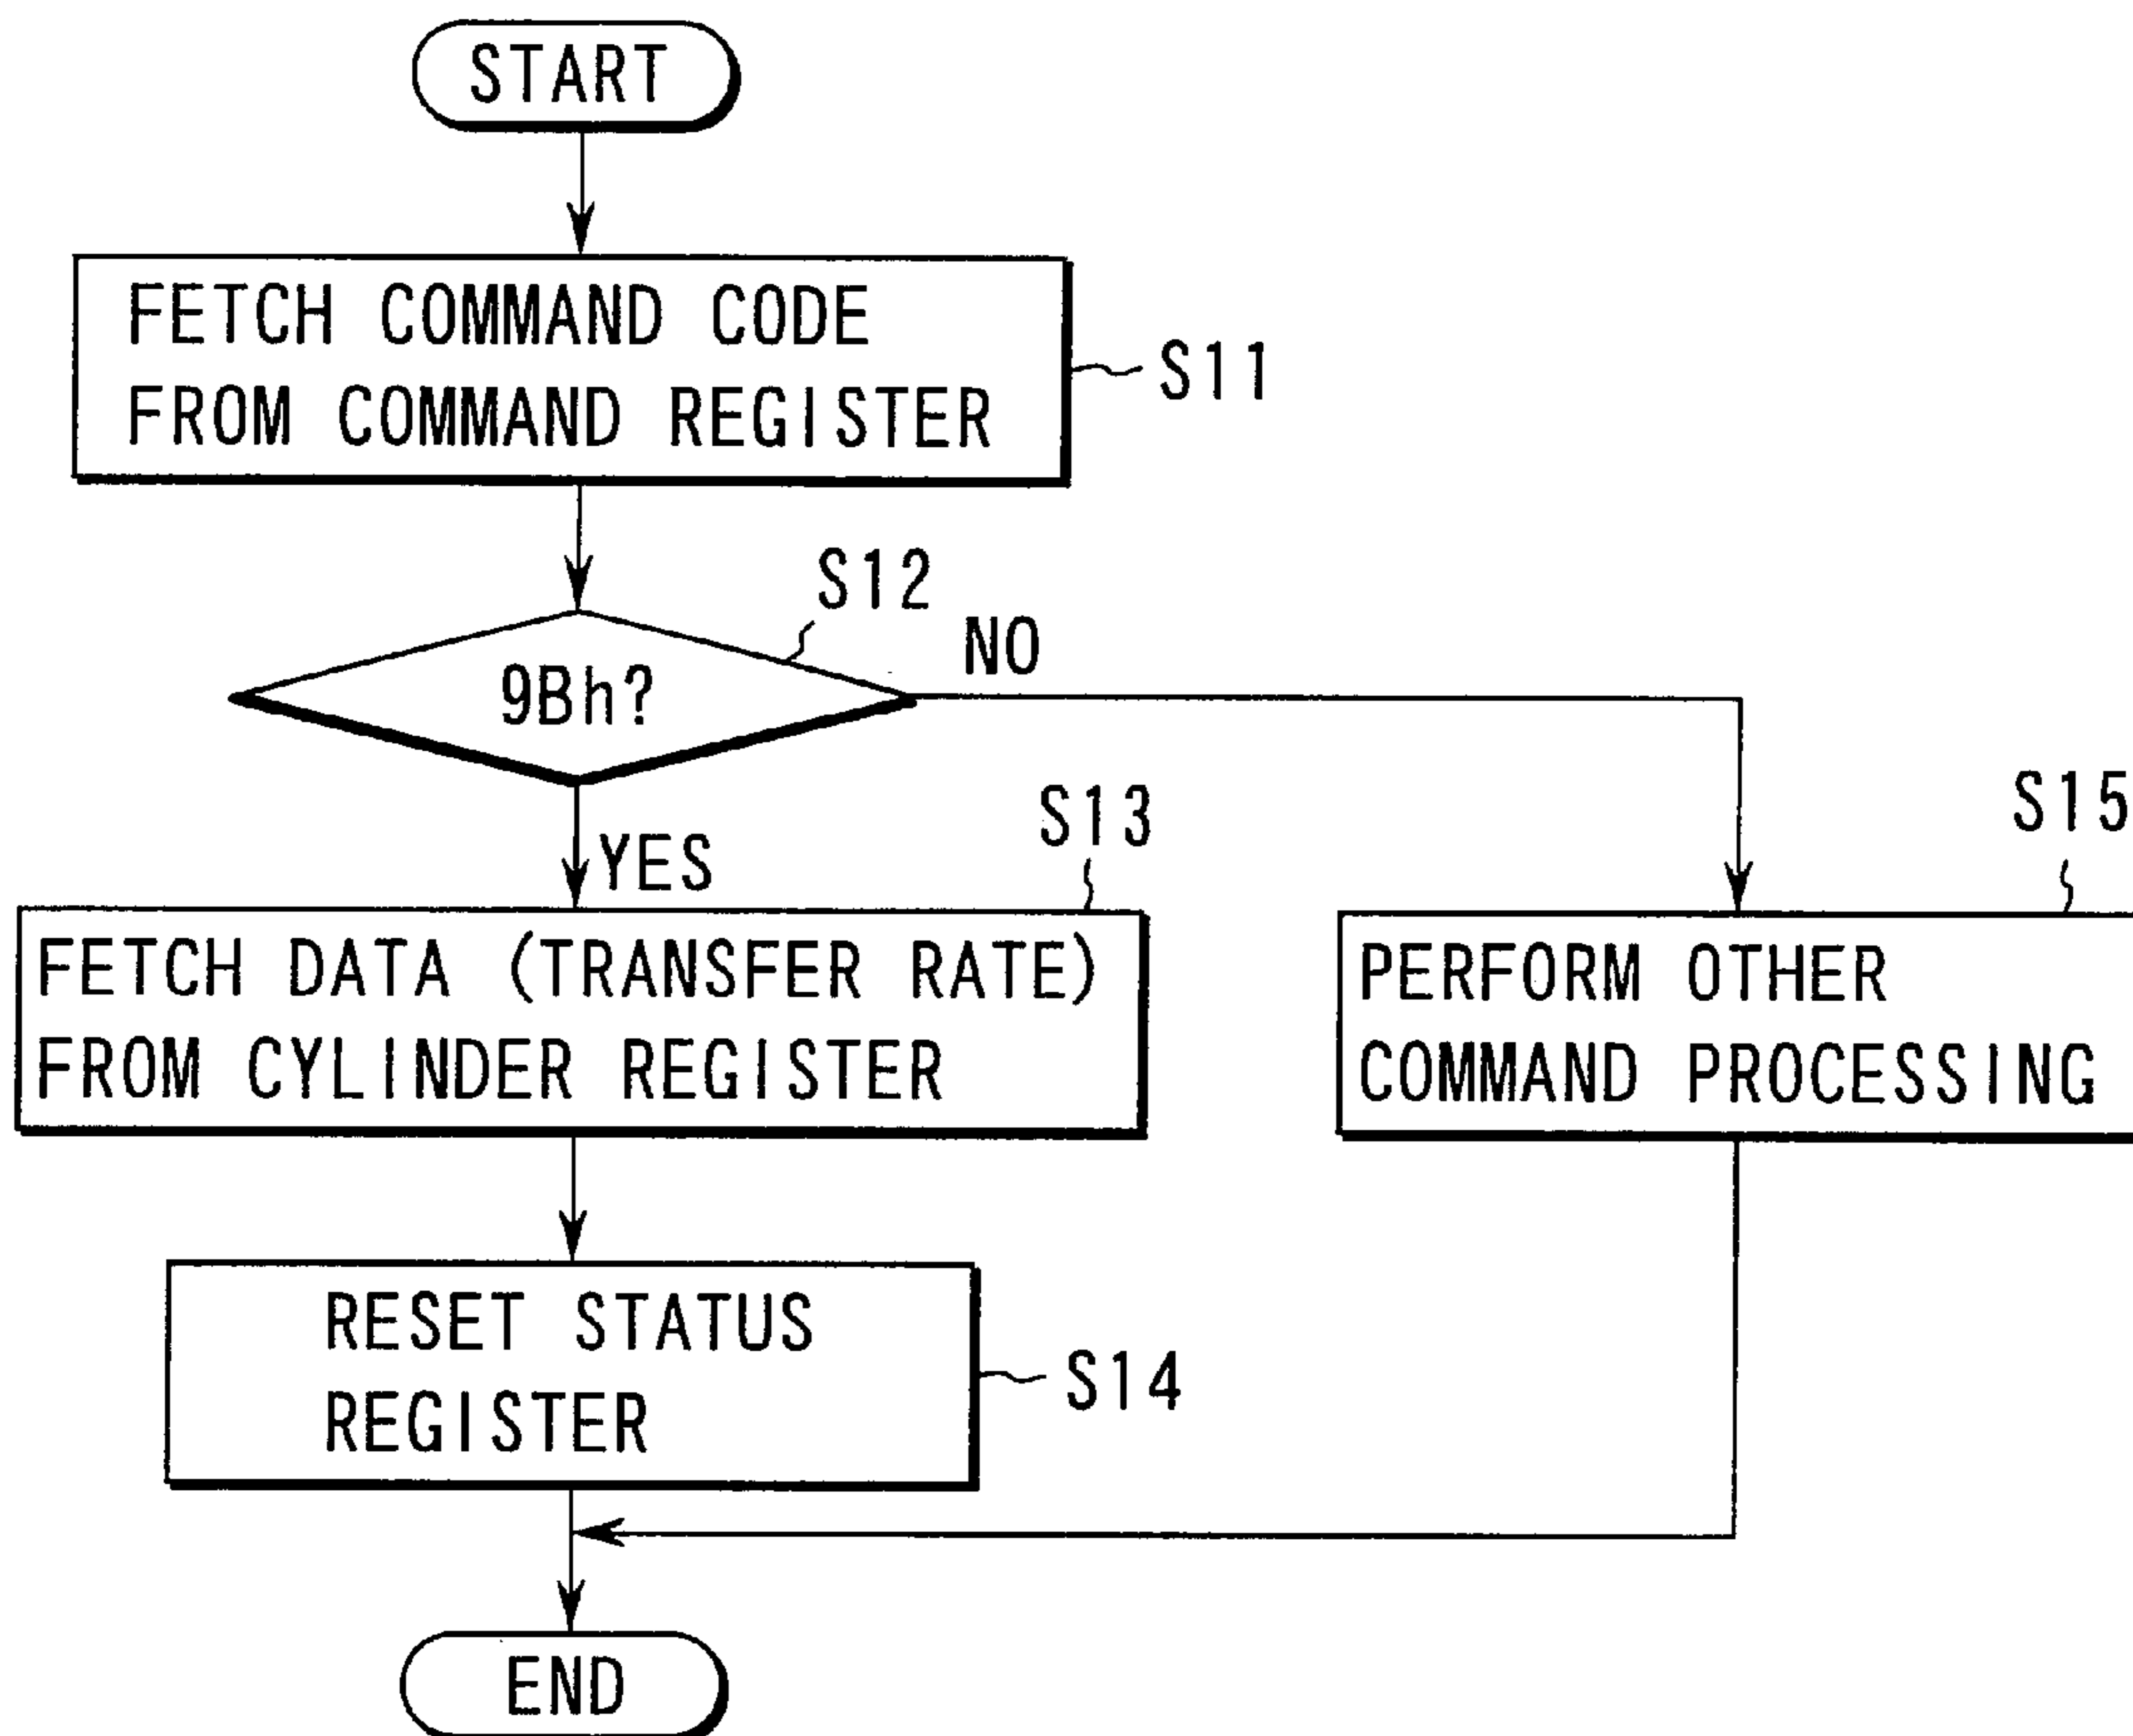 START
FETCH COMMAND CODE
FROM COMMAND REGISTER
S11
S12
9Bh?
NO
YES
S13
FETCH DATA (TRANSFER RATE)
FROM CYLINDER REGISTER
S15
PERFORM OTHER
COMMAND PROCESSING
RESET STATUS
REGISTER
S14
END